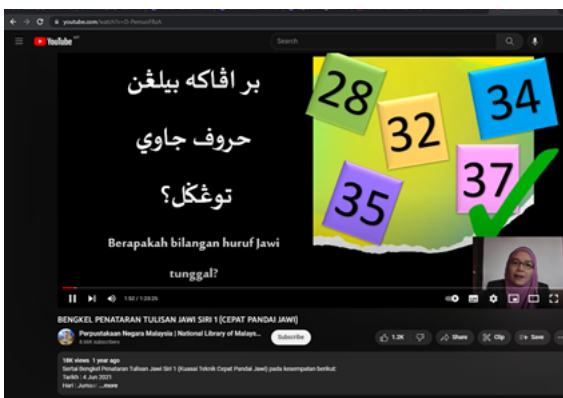 youtube.com/watch?v=
YouTube MY
Search
بر اڤاكه بيلڠن
حروف جاوي
توڠݢل؟
Berapakah bilangan huruf Jawi
tunggal?
28
32
34
35
37
1:52 / 1:23:25
BENGKEL PENATARAN TULISAN JAWI SIRI 1 (CEPAT PANDAI JAWI)
Perpustakaan Negara Malaysia | National Library of Malays...
subscribers
Subscribe
1.2K
Share
Clip
Save
18K views 1 year ago
Sertai Bengkel Penataran Tulisan Jawi Siri 1 (Kuasai Teknik Cepat Pandai Jawi) pada kesempatan berikut:
Tarikh : 4 Jun 2021
Hari : Jumaat ...more